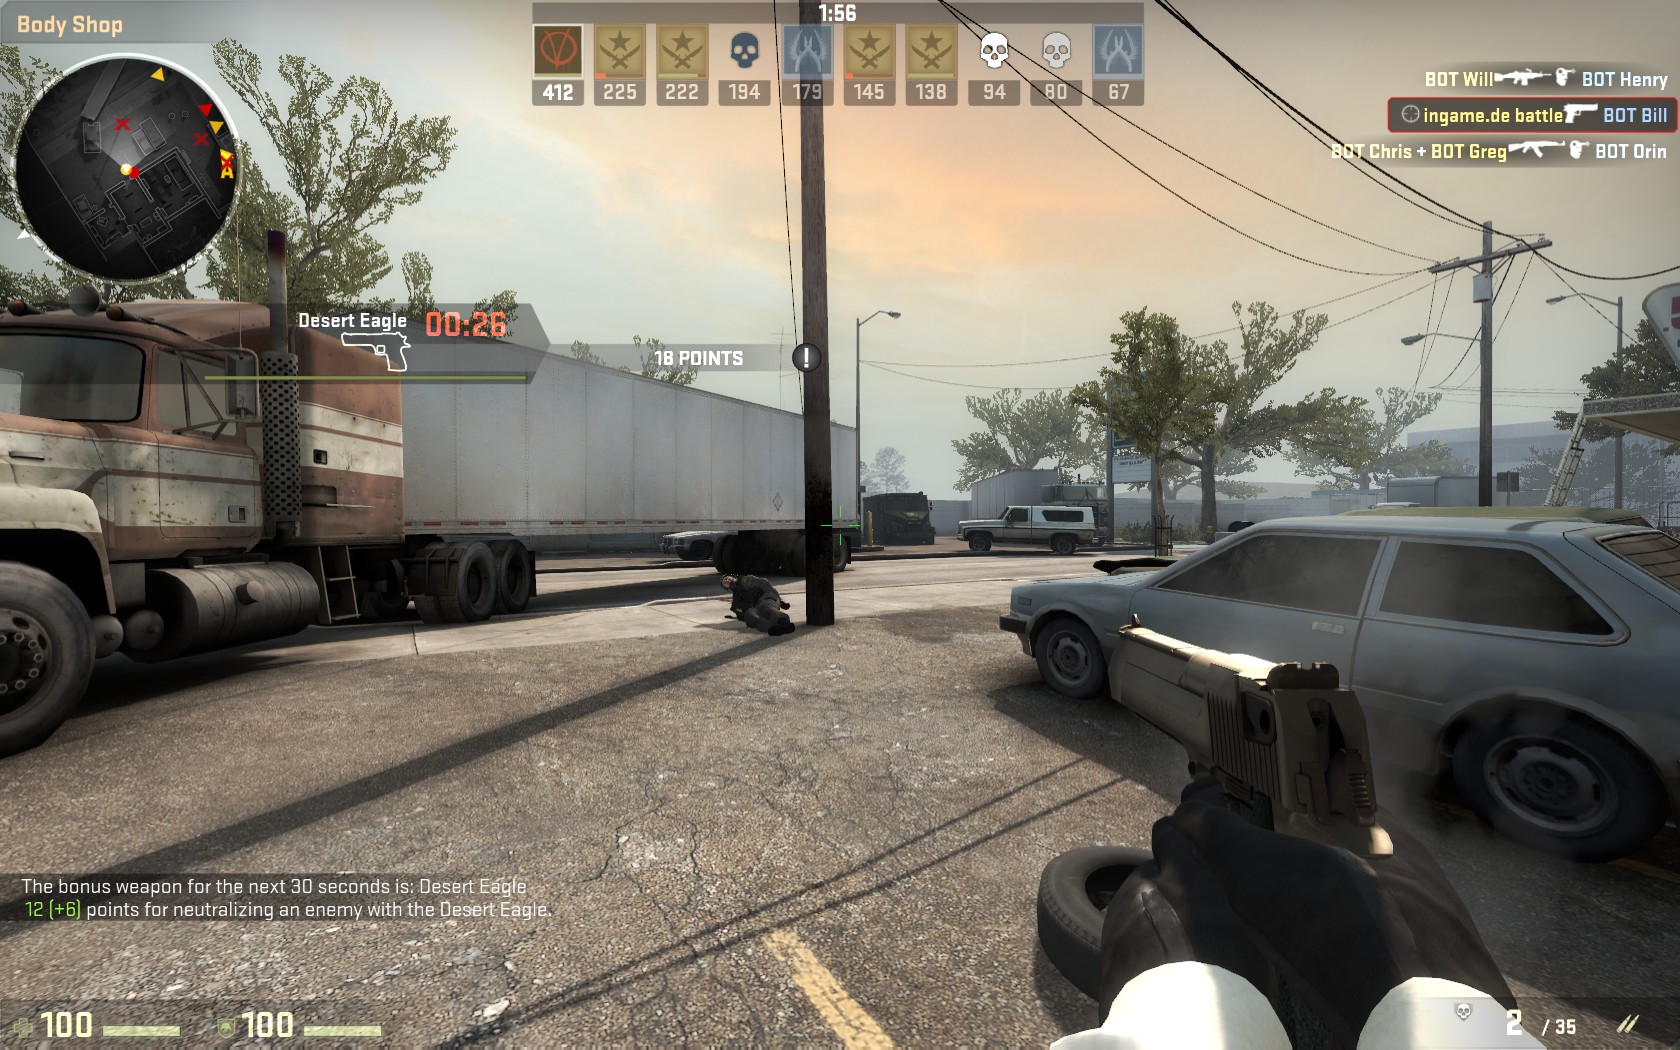 Body Shop
1:56
412 225 222 194 179 145 138 94 80 67
BOT Will BOT Henry
ingame.de battle BOT Bill
BOT Chris + BOT Greg BOT Orin
A
Desert Eagle 00:26
18 POINTS !
The bonus weapon for the next 30 seconds is: Desert Eagle
12 (+6) points for neutralizing an enemy with the Desert Eagle.
100 100 2 / 35